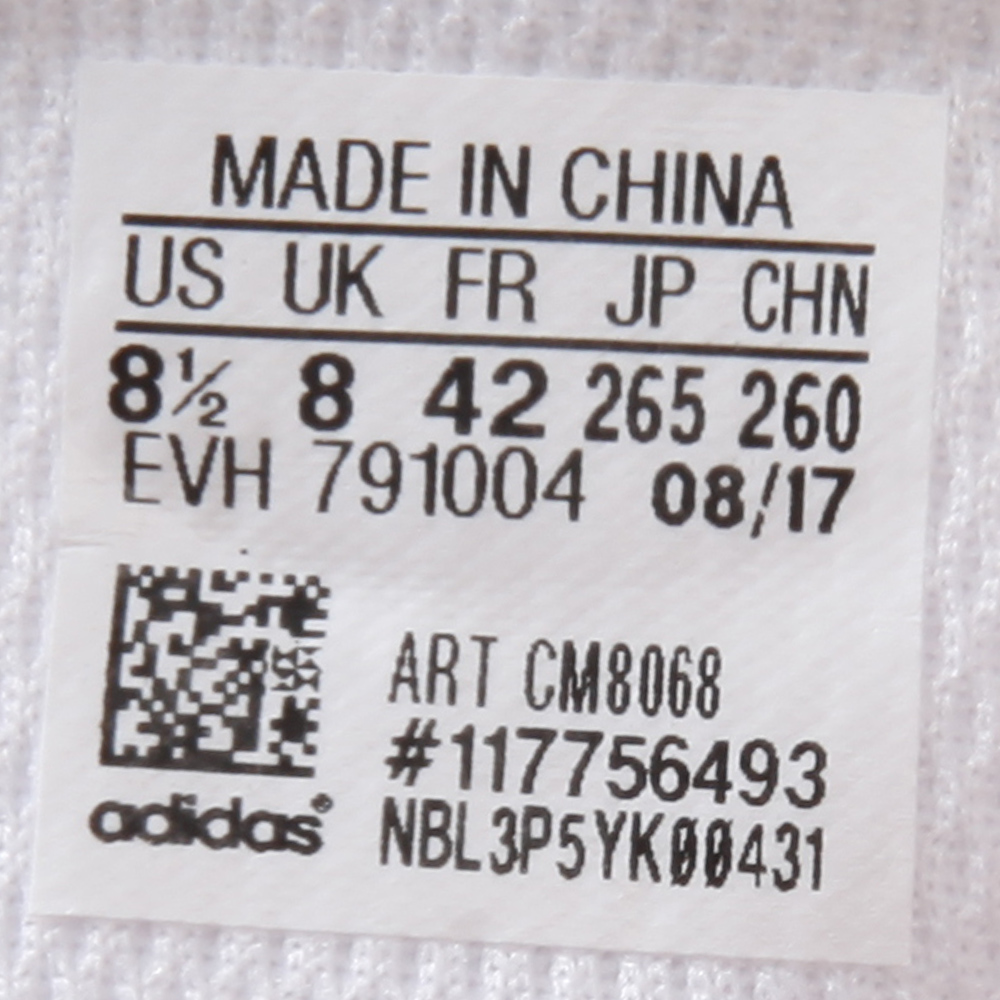 MADE IN CHINA
US UK FR JP CHN
8½ 8 42 265 260
EVH 791004 08/17
ART CM8068
#117756493
adidas®
NBL3P5YK00431